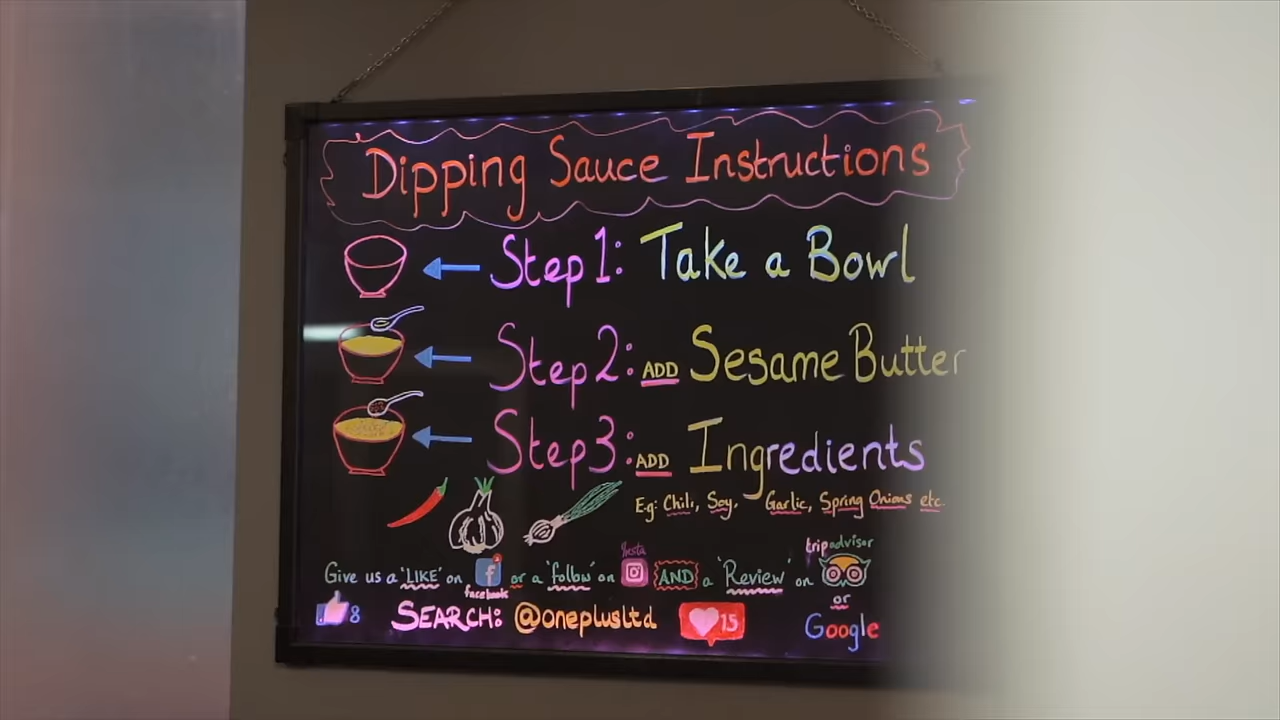 Dipping Sauce Instructions
Step 1: Take a Bowl
Step 2: ADD Sesame Butter
Step 3: ADD Ingredients
E.g: Chili, Soy, Garlic, Spring Onions etc.
Give us a 'LIKE' on facebook or a 'follow' on Insta AND a 'Review' on tripadvisor
or
8 SEARCH: @oneplusltd 15 Google